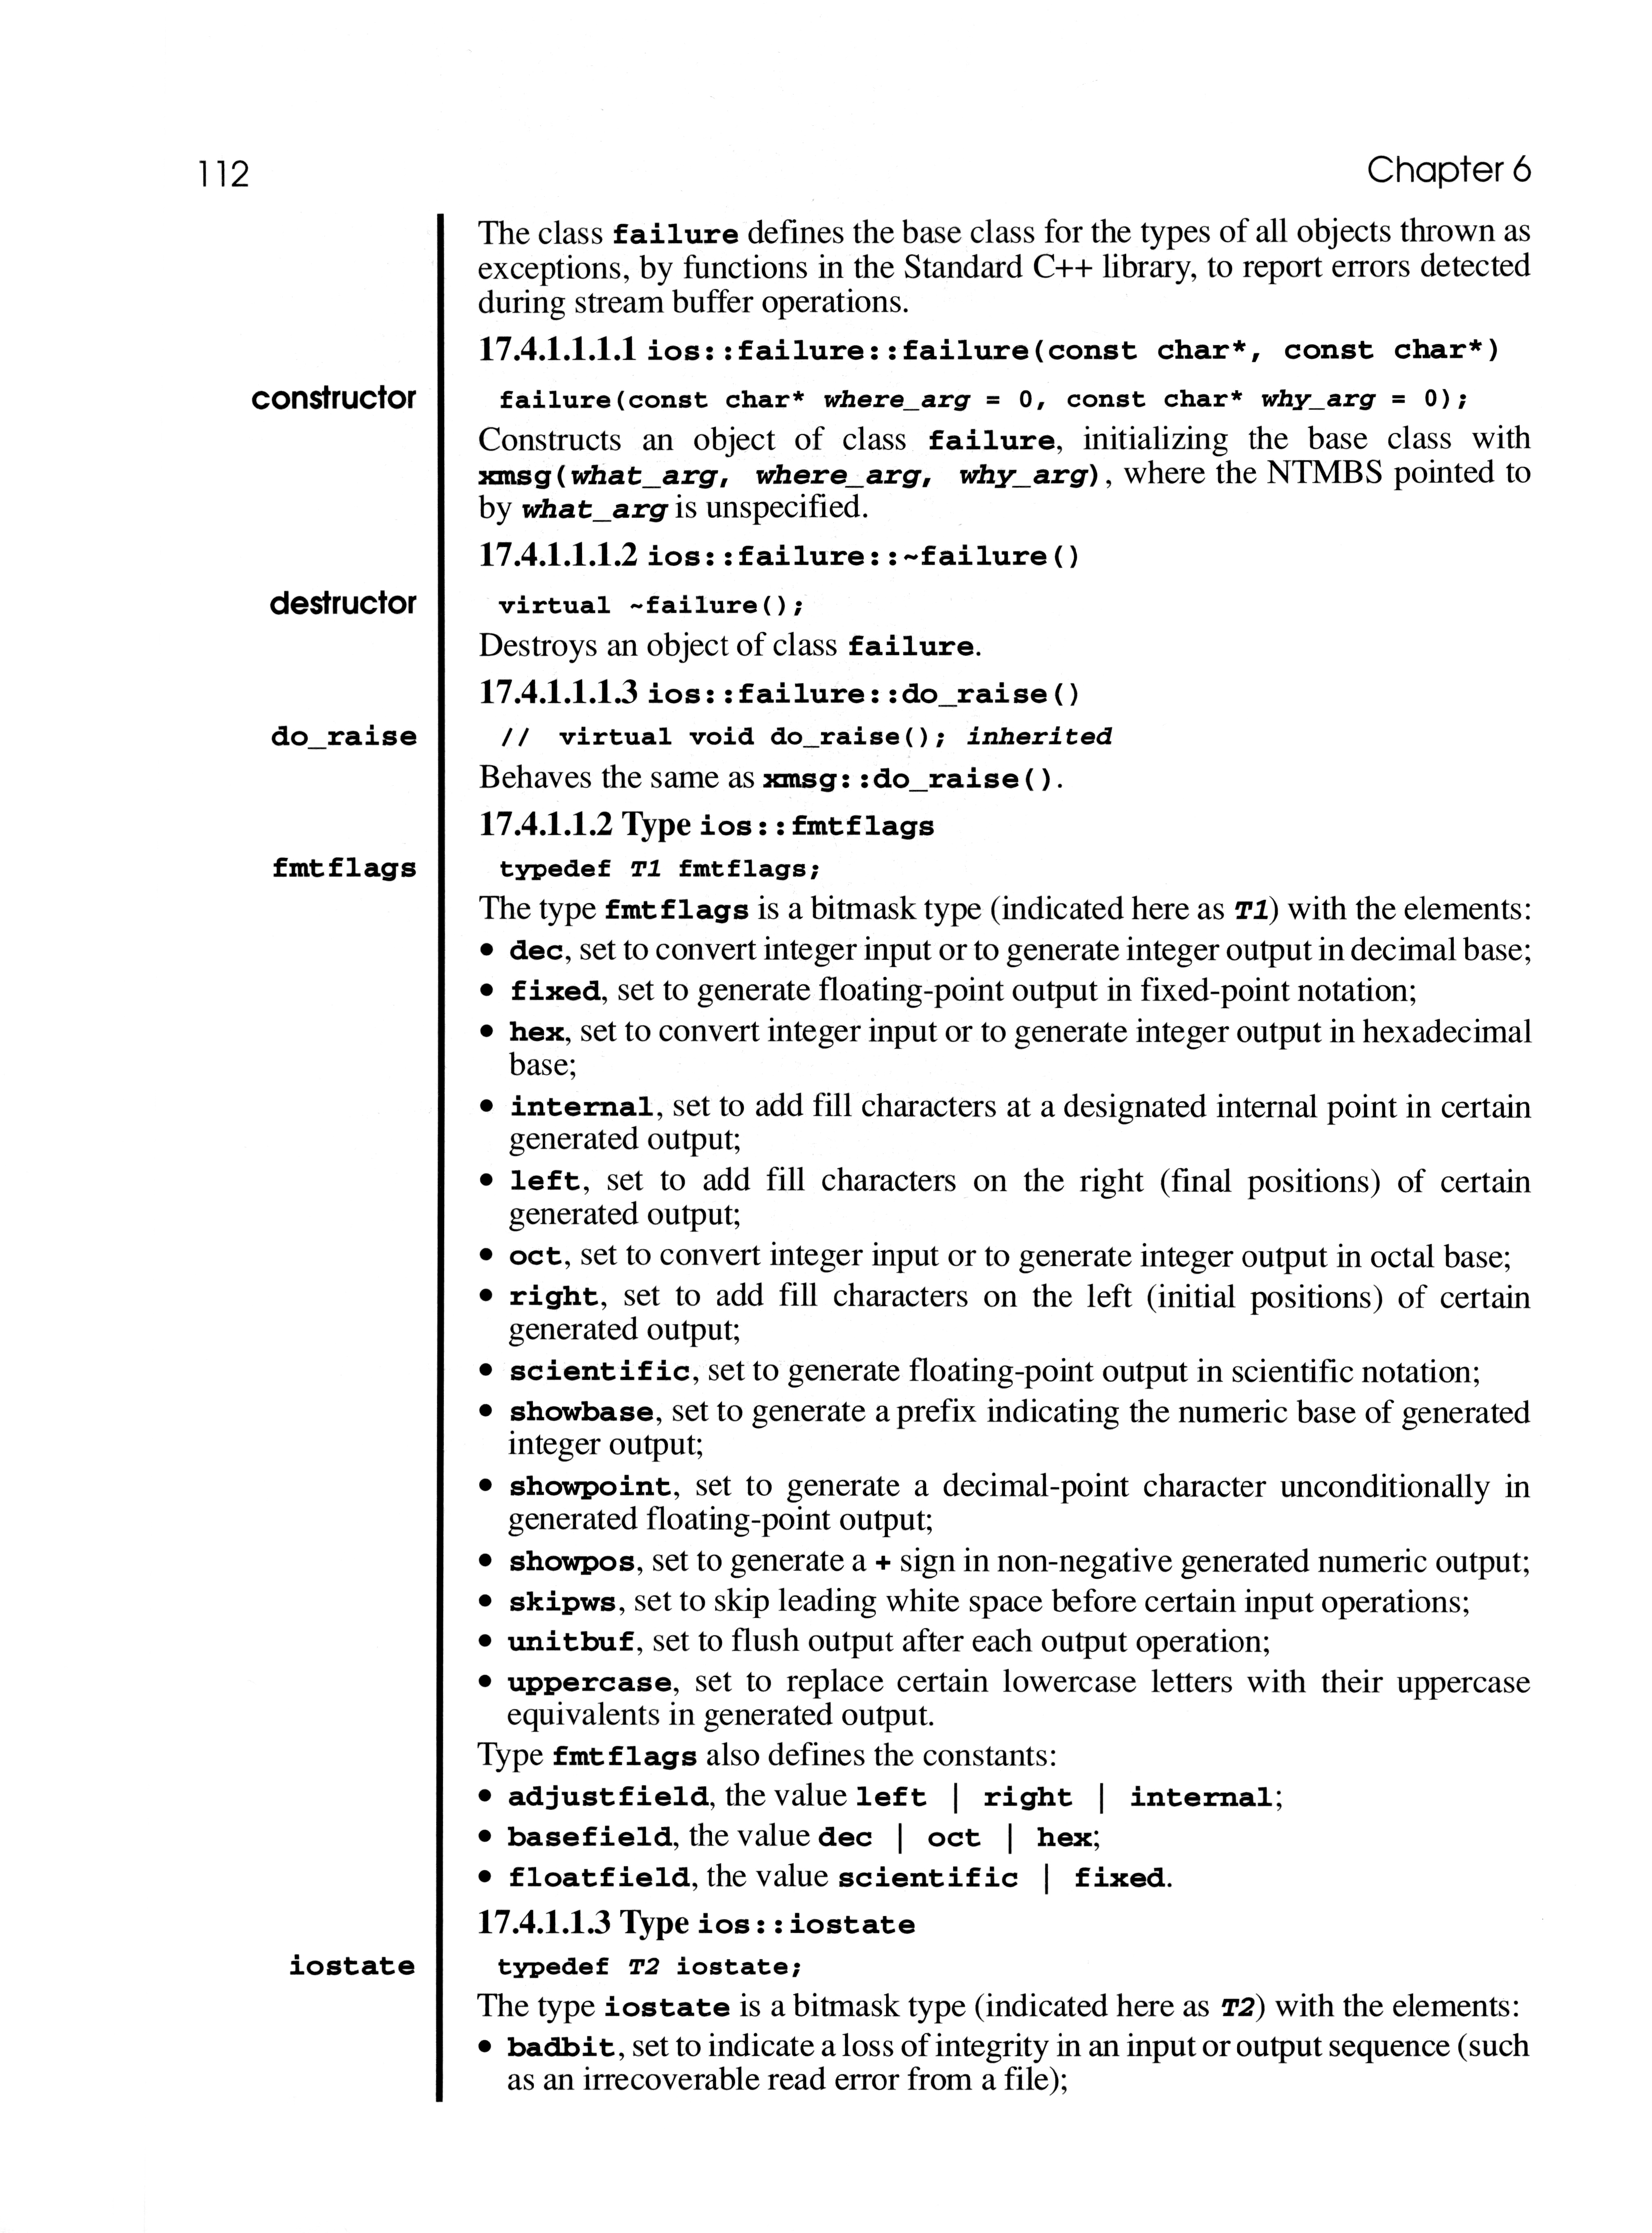 112
Chapter 6
The class failure defines the base class for the types of all objects thrown as
exceptions, by functions in the Standard C++ library, to report errors detected
during stream buffer operations.
17.4.1.1.1.1 ios::failure::failure(const char*, const char*)
constructor
failure(const char* where_arg = 0, const char* why_arg = 0);
Constructs an object of class failure, initializing the base class with
xmsg(what_arg, where_arg, why_arg), where the NTMBS pointed to
by what_arg is unspecified.
17.4.1.1.1.2 ios::failure::~failure()
destructor
virtual ~failure();
Destroys an object of class failure.
17.4.1.1.1.3 ios::failure::do_raise()
do_raise
// virtual void do_raise(); inherited
Behaves the same as xmsg::do_raise().
17.4.1.1.2 Type ios::fmtflags
fmtflags
typedef T1 fmtflags;
The type fmtflags is a bitmask type (indicated here as T1) with the elements:
• dec, set to convert integer input or to generate integer output in decimal base;
• fixed, set to generate floating-point output in fixed-point notation;
• hex, set to convert integer input or to generate integer output in hexadecimal
base;
• internal, set to add fill characters at a designated internal point in certain
generated output;
• left, set to add fill characters on the right (final positions) of certain
generated output;
• oct, set to convert integer input or to generate integer output in octal base;
• right, set to add fill characters on the left (initial positions) of certain
generated output;
• scientific, set to generate floating-point output in scientific notation;
• showbase, set to generate a prefix indicating the numeric base of generated
integer output;
• showpoint, set to generate a decimal-point character unconditionally in
generated floating-point output;
• showpos, set to generate a + sign in non-negative generated numeric output;
• skipws, set to skip leading white space before certain input operations;
• unitbuf, set to flush output after each output operation;
• uppercase, set to replace certain lowercase letters with their uppercase
equivalents in generated output.
Type fmtflags also defines the constants:
• adjustfield, the value left | right | internal;
• basefield, the value dec | oct | hex;
• floatfield, the value scientific | fixed.
17.4.1.1.3 Type ios::iostate
iostate
typedef T2 iostate;
The type iostate is a bitmask type (indicated here as T2) with the elements:
• badbit, set to indicate a loss of integrity in an input or output sequence (such
as an irrecoverable read error from a file);